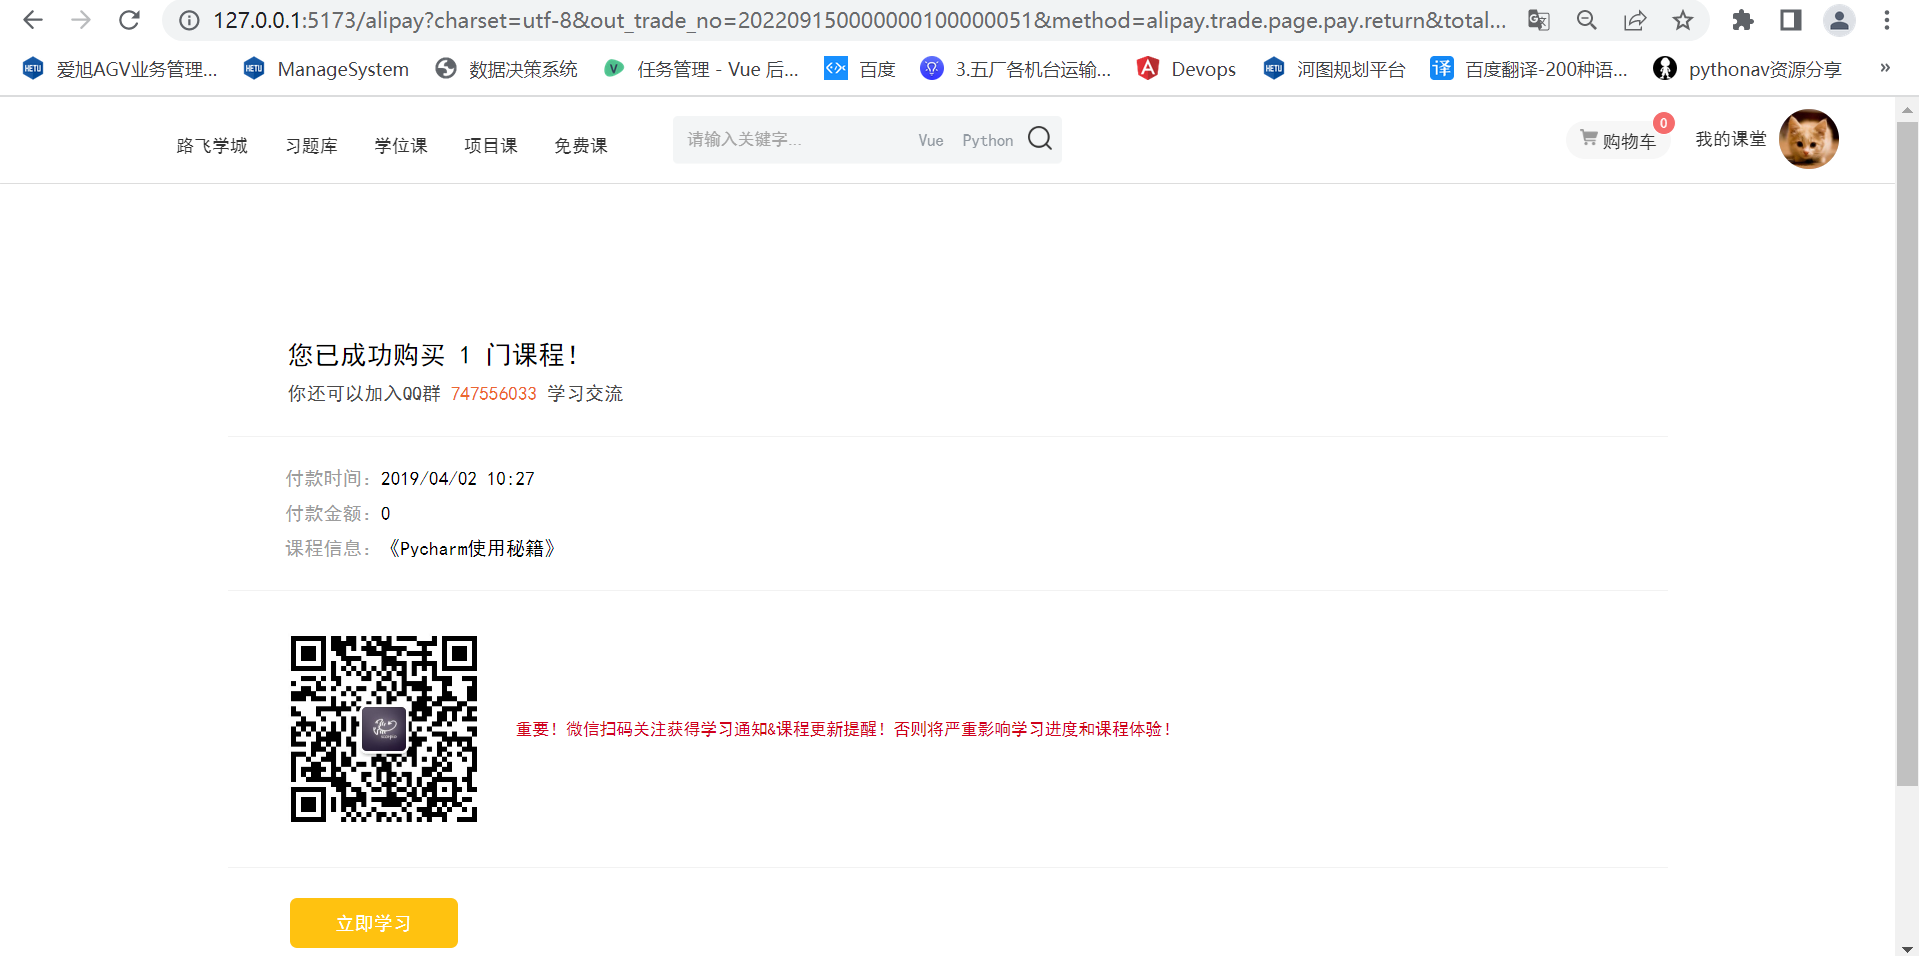 127.0.0.1:5173/alipay?charset=utf-8&out_trade_no=202209150000000100000051&method=alipay.trade.page.pay.return&total...
爱旭AGV业务管理... ManageSystem 数据决策系统 任务管理 - Vue 后... 百度 3.五厂各机台运输... Devops 河图规划平台 百度翻译-200种语... pythonav资源分享 »
路飞学城 习题库 学位课 项目课 免费课 请输入关键字... Vue Python 购物车 0 我的课堂
您已成功购买 1 门课程！
你还可以加入QQ群 747556033 学习交流
付款时间：2019/04/02 10:27
付款金额：0
课程信息：《Pycharm使用秘籍》
重要！微信扫码关注获得学习通知&课程更新提醒！否则将严重影响学习进度和课程体验！
立即学习